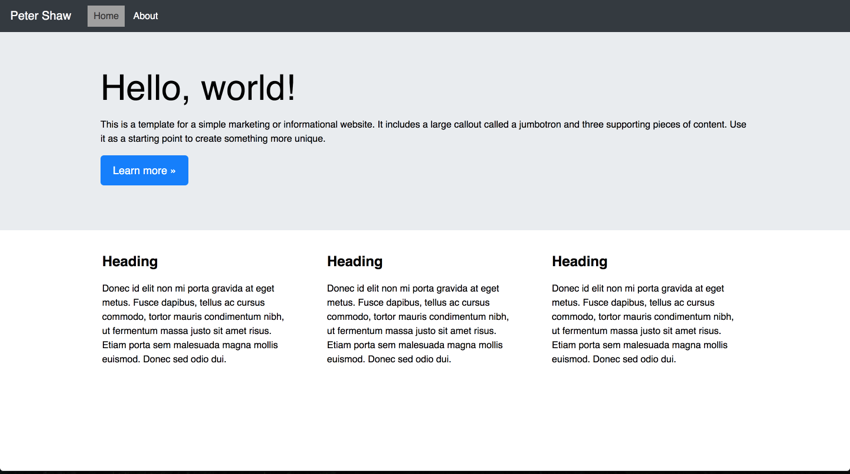 Peter Shaw Home About
Hello, world!
This is a template for a simple marketing or informational website. It includes a large callout called a jumbotron and three supporting pieces of content. Use
it as a starting point to create something more unique.
Learn more »
Heading
Donec id elit non mi porta gravida at eget
metus. Fusce dapibus, tellus ac cursus
commodo, tortor mauris condimentum nibh,
ut fermentum massa justo sit amet risus.
Etiam porta sem malesuada magna mollis
euismod. Donec sed odio dui.
Heading
Donec id elit non mi porta gravida at eget
metus. Fusce dapibus, tellus ac cursus
commodo, tortor mauris condimentum nibh,
ut fermentum massa justo sit amet risus.
Etiam porta sem malesuada magna mollis
euismod. Donec sed odio dui.
Heading
Donec id elit non mi porta gravida at eget
metus. Fusce dapibus, tellus ac cursus
commodo, tortor mauris condimentum nibh,
ut fermentum massa justo sit amet risus.
Etiam porta sem malesuada magna mollis
euismod. Donec sed odio dui.